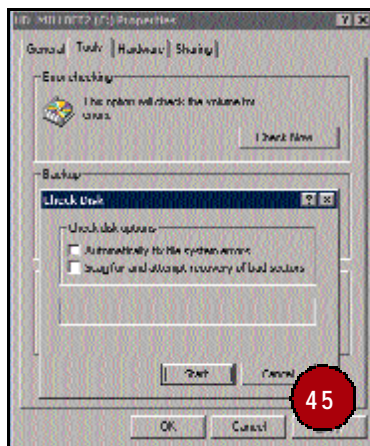 (E:) Properties
General Tools Hardware Sharing
Error-checking
This option will check the volume for
errors.
Check Now
Backup
Check Disk
Check disk options
Automatically fix file system errors
Scan for and attempt recovery of bad sectors
Start Cancel
45
OK Cancel